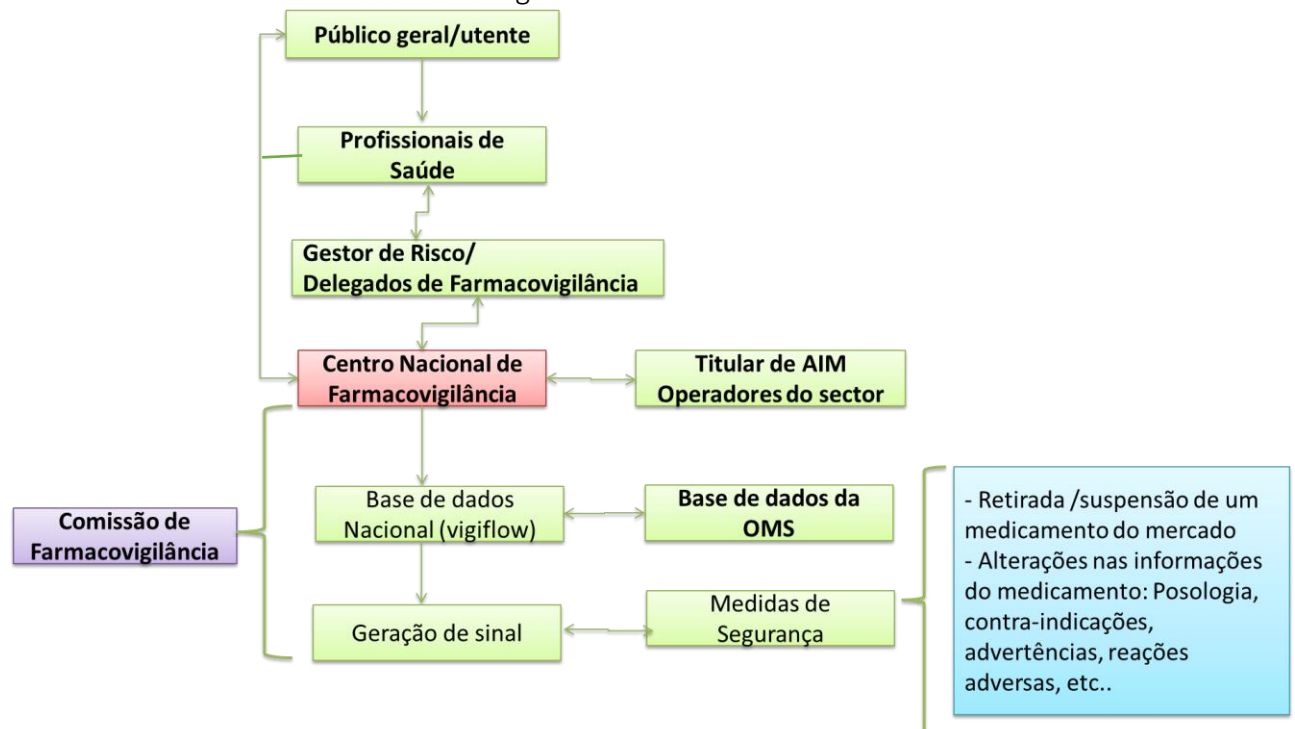 Público geral/utente
Profissionais de
Saúde
Gestor de Risco/
Delegados de Farmacovigilância
Centro Nacional de
Farmacovigilância
Titular de AIM
Operadores do sector
Base de dados
Nacional (vigiflow)
Base de dados da
OMS
Comissão de
Farmacovigilância
Geração de sinal
Medidas de
Segurança
- Retirada /suspensão de um
medicamento do mercado
- Alterações nas informações
do medicamento: Posologia,
contra-indicações,
advertências, reações
adversas, etc..